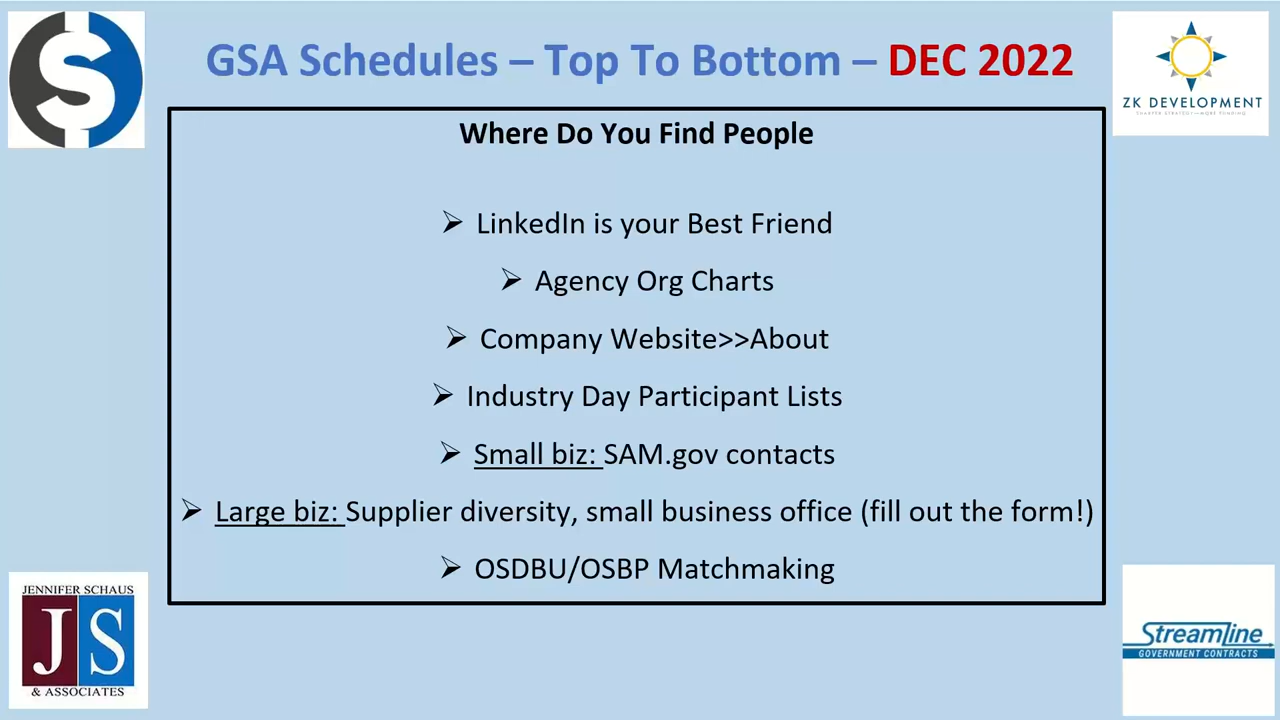 GSA Schedules – Top To Bottom – DEC 2022
ZK DEVELOPMENT
Where Do You Find People
➢ LinkedIn is your Best Friend
➢ Agency Org Charts
➢ Company Website>>About
➢ Industry Day Participant Lists
➢ Small biz: SAM.gov contacts
➢ Large biz: Supplier diversity, small business office (fill out the form!)
➢ OSDBU/OSBP Matchmaking
JENNIFER SCHAUS
JS
& ASSOCIATES
Streamline
GOVERNMENT CONTRACTS